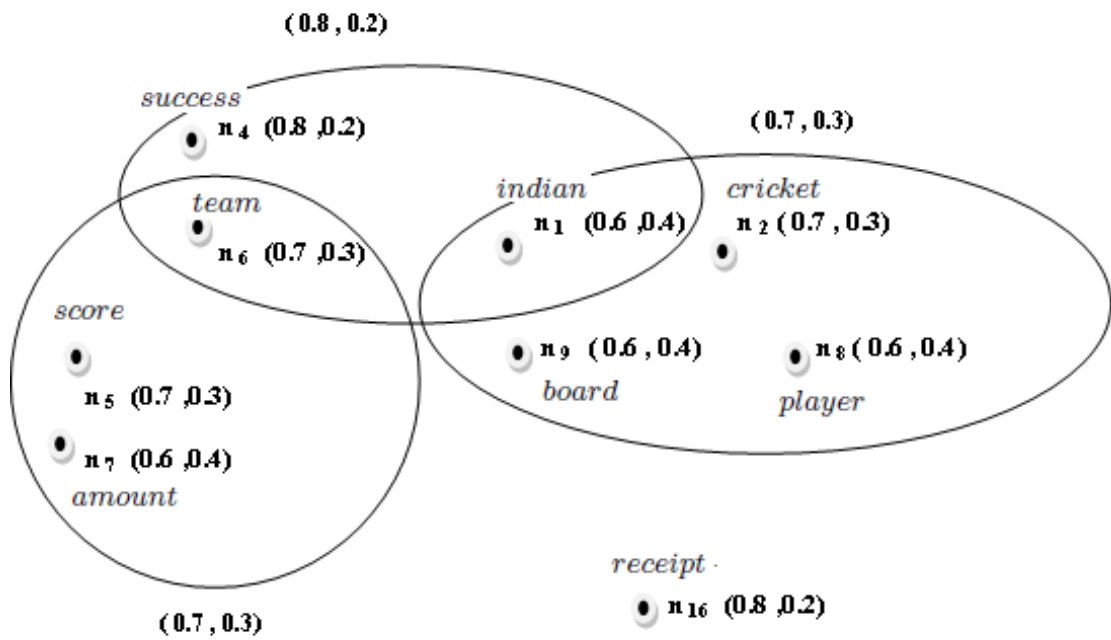 (0.8 , 0.2)
success
n4 (0.8 ,0.2)
(0.7 , 0.3)
team
n6 (0.7 ,0.3)
indian
n1 (0.6 ,0.4)
cricket
n2 (0.7 , 0.3)
score
n5 (0.7 ,0.3)
n9 (0.6 , 0.4)
board
n8 (0.6 , 0.4)
player
n7 (0.6 ,0.4)
amount
receipt
n16 (0.8 ,0.2)
(0.7 , 0.3)